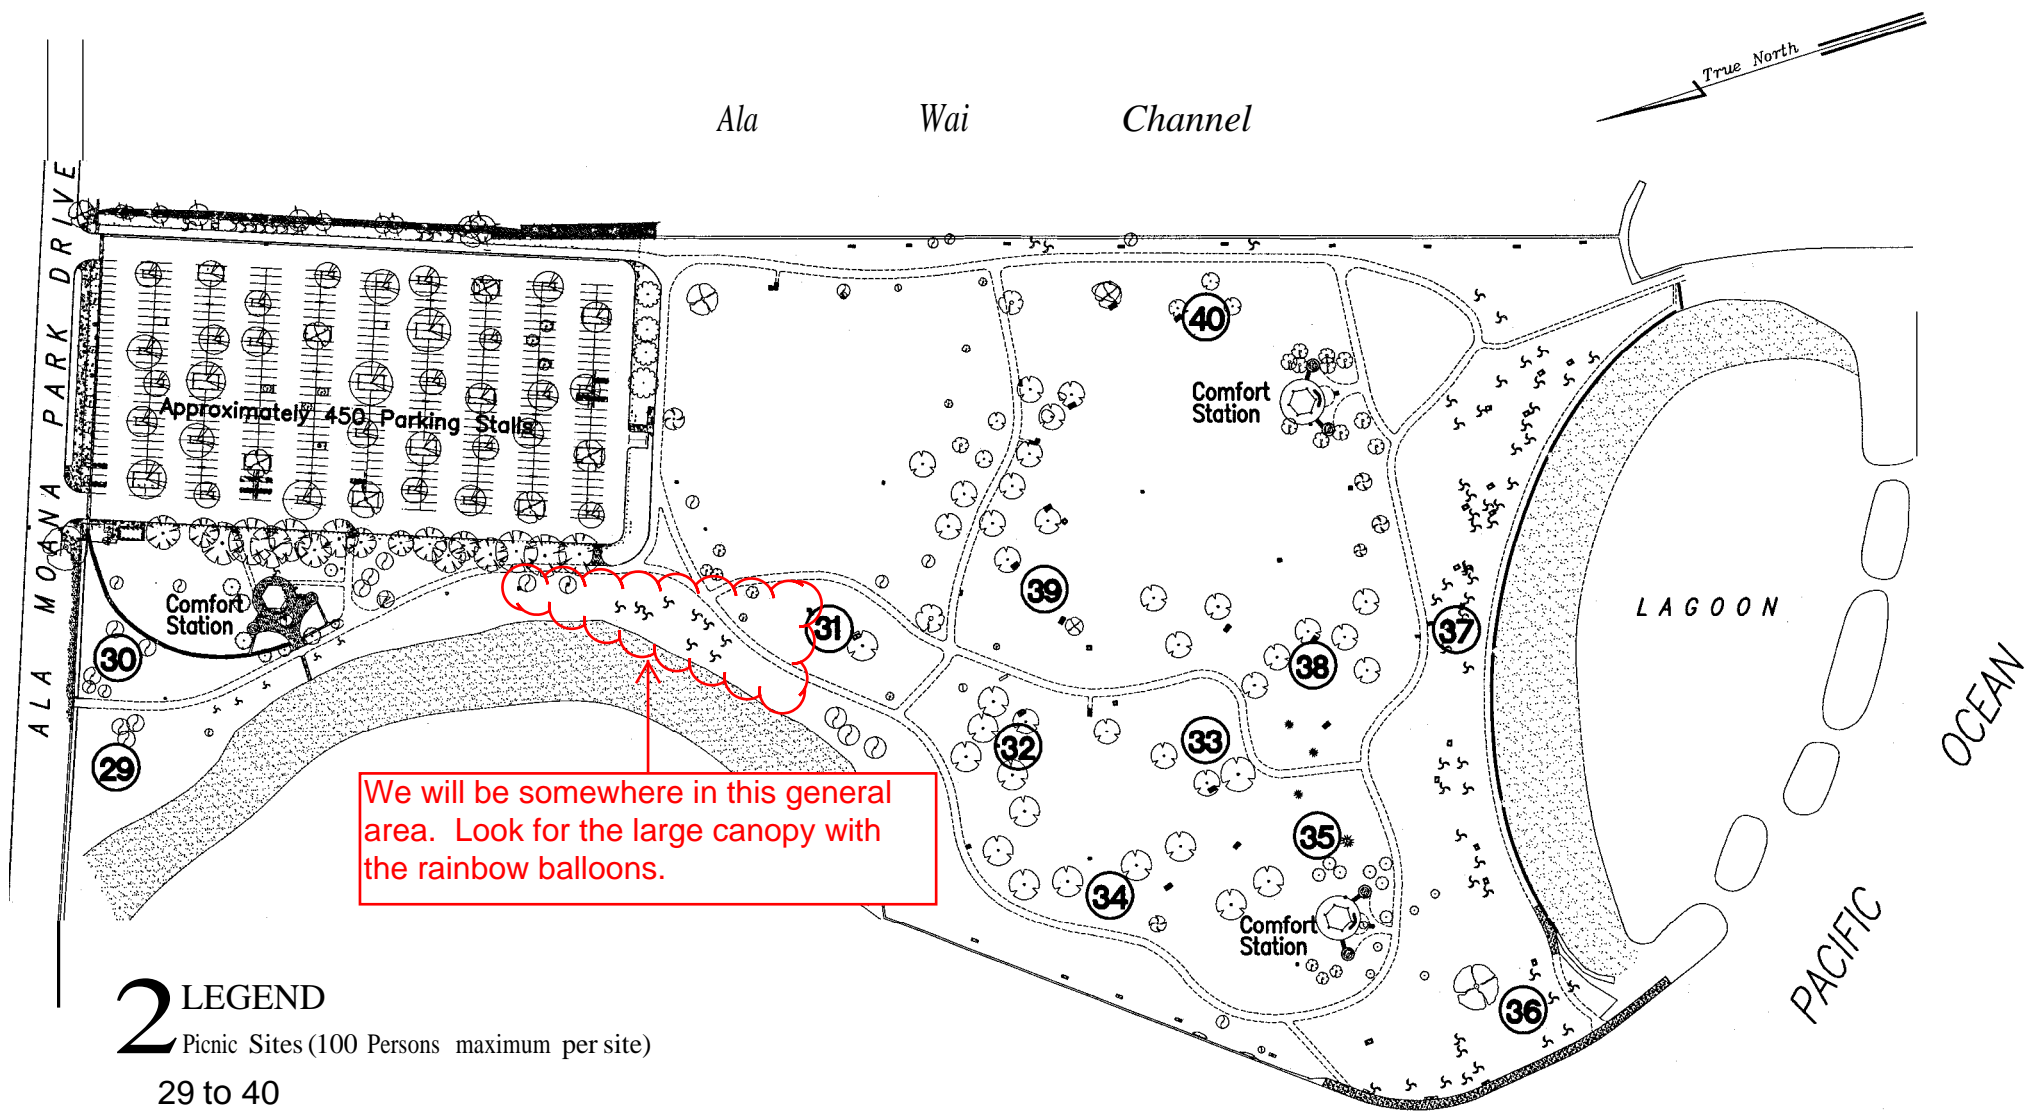 True North
Ala Wai Channel
ALA MOANA PARK DRIVE
40
Comfort
Station
Approximately 450 Parking Stalls
39
Comfort
Station
31
37
LAGOON
30
38
OCEAN
32
33
29
We will be somewhere in this general
area. Look for the large canopy with
the rainbow balloons.
35
34
Comfort
Station
PACIFIC
36
2 LEGEND
Picnic Sites (100 Persons maximum per site)
29 to 40